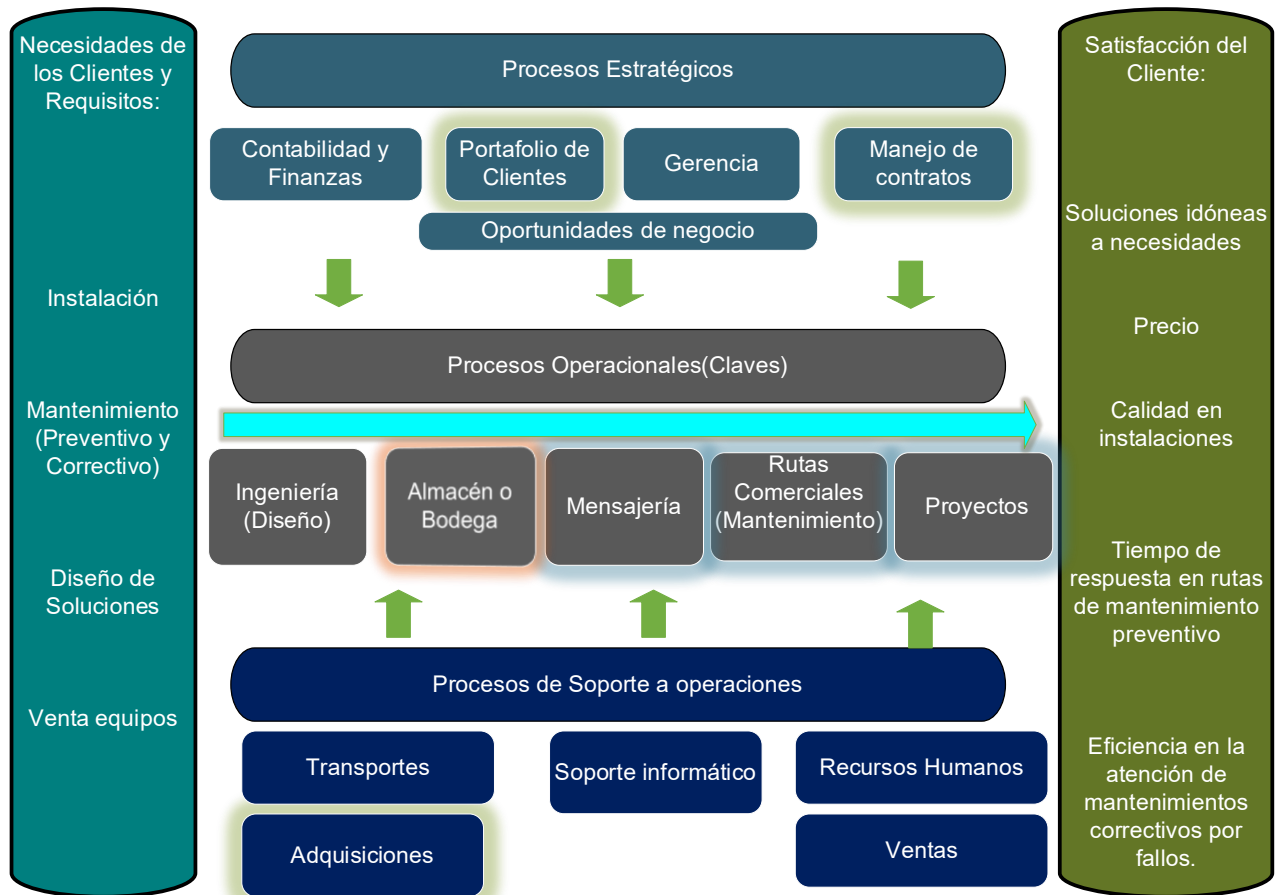 Necesidades de
los Clientes y
Requisitos:
Instalación
Mantenimiento
(Preventivo y
Correctivo)
Diseño de
Soluciones
Venta equipos
Procesos Estratégicos
Contabilidad y
Finanzas
Portafolio de
Clientes
Gerencia
Manejo de
contratos
Oportunidades de negocio
Procesos Operacionales(Claves)
Ingeniería
(Diseño)
Almacén o
Bodega
Mensajería
Rutas
Comerciales
(Mantenimiento)
Proyectos
Procesos de Soporte a operaciones
Transportes
Soporte informático
Recursos Humanos
Adquisiciones
Ventas
Satisfacción del
Cliente:
Soluciones idóneas
a necesidades
Precio
Calidad en
instalaciones
Tiempo de
respuesta en rutas
de mantenimiento
preventivo
Eficiencia en la
atención de
mantenimientos
correctivos por
fallos.